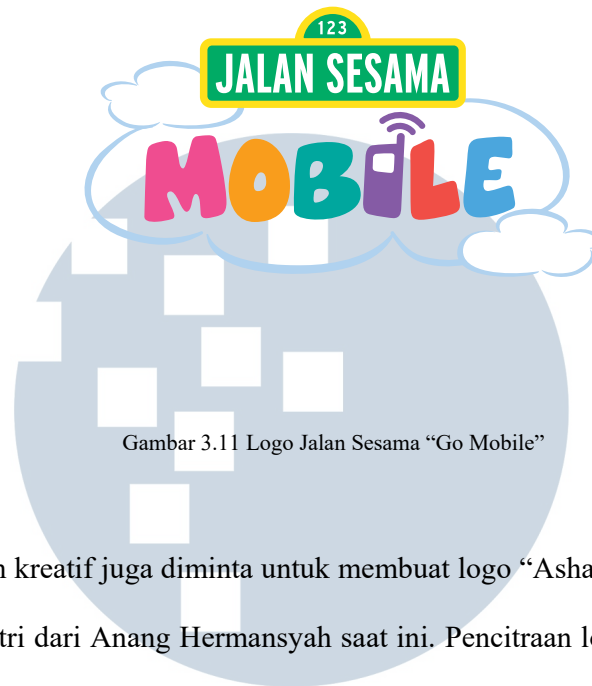 123
JALAN SESAMA
MOBILE
Gambar 3.11 Logo Jalan Sesama “Go Mobile”
kreatif juga diminta untuk membuat logo “Asha
dari Anang Hermansyah saat ini. Pencitraan